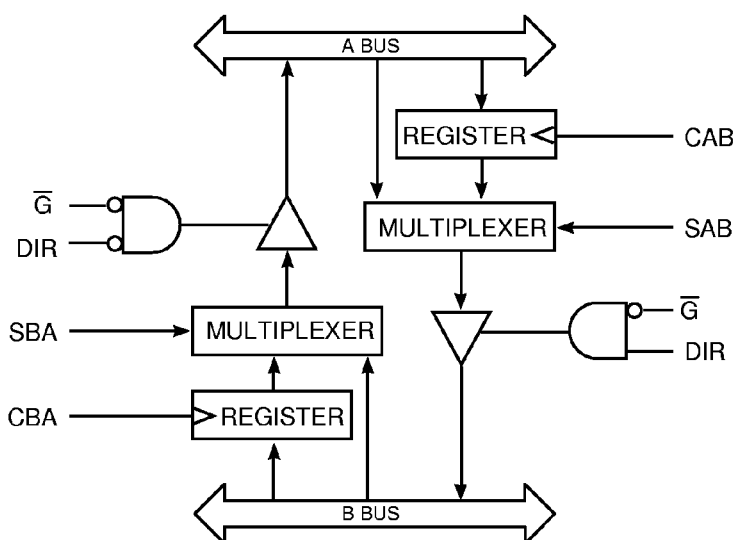 A BUS
REGISTER
CAB
G̅
DIR
MULTIPLEXER
SAB
SBA
MULTIPLEXER
G̅
DIR
CBA
REGISTER
B BUS